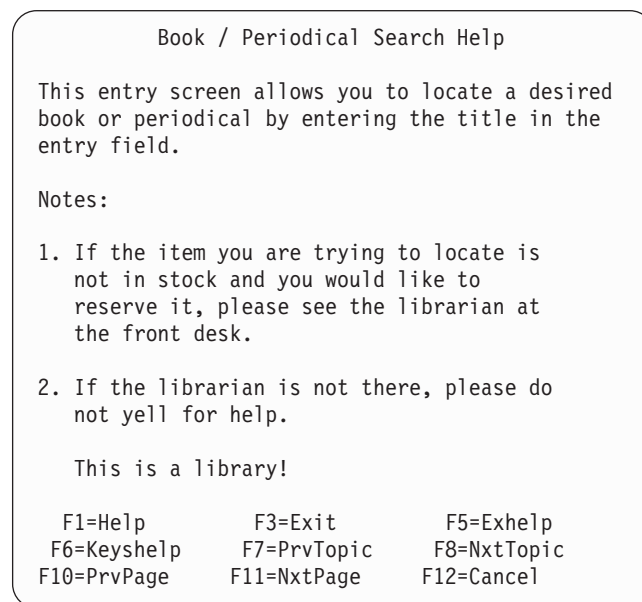 Book / Periodical Search Help
This entry screen allows you to locate a desired
book or periodical by entering the title in the
entry field.
Notes:
1. If the item you are trying to locate is
not in stock and you would like to
reserve it, please see the librarian at
the front desk.
2. If the librarian is not there, please do
not yell for help.
This is a library!
F1=Help F3=Exit F5=Exhelp
F6=Keyshelp F7=PrvTopic F8=NxtTopic
F10=PrvPage F11=NxtPage F12=Cancel